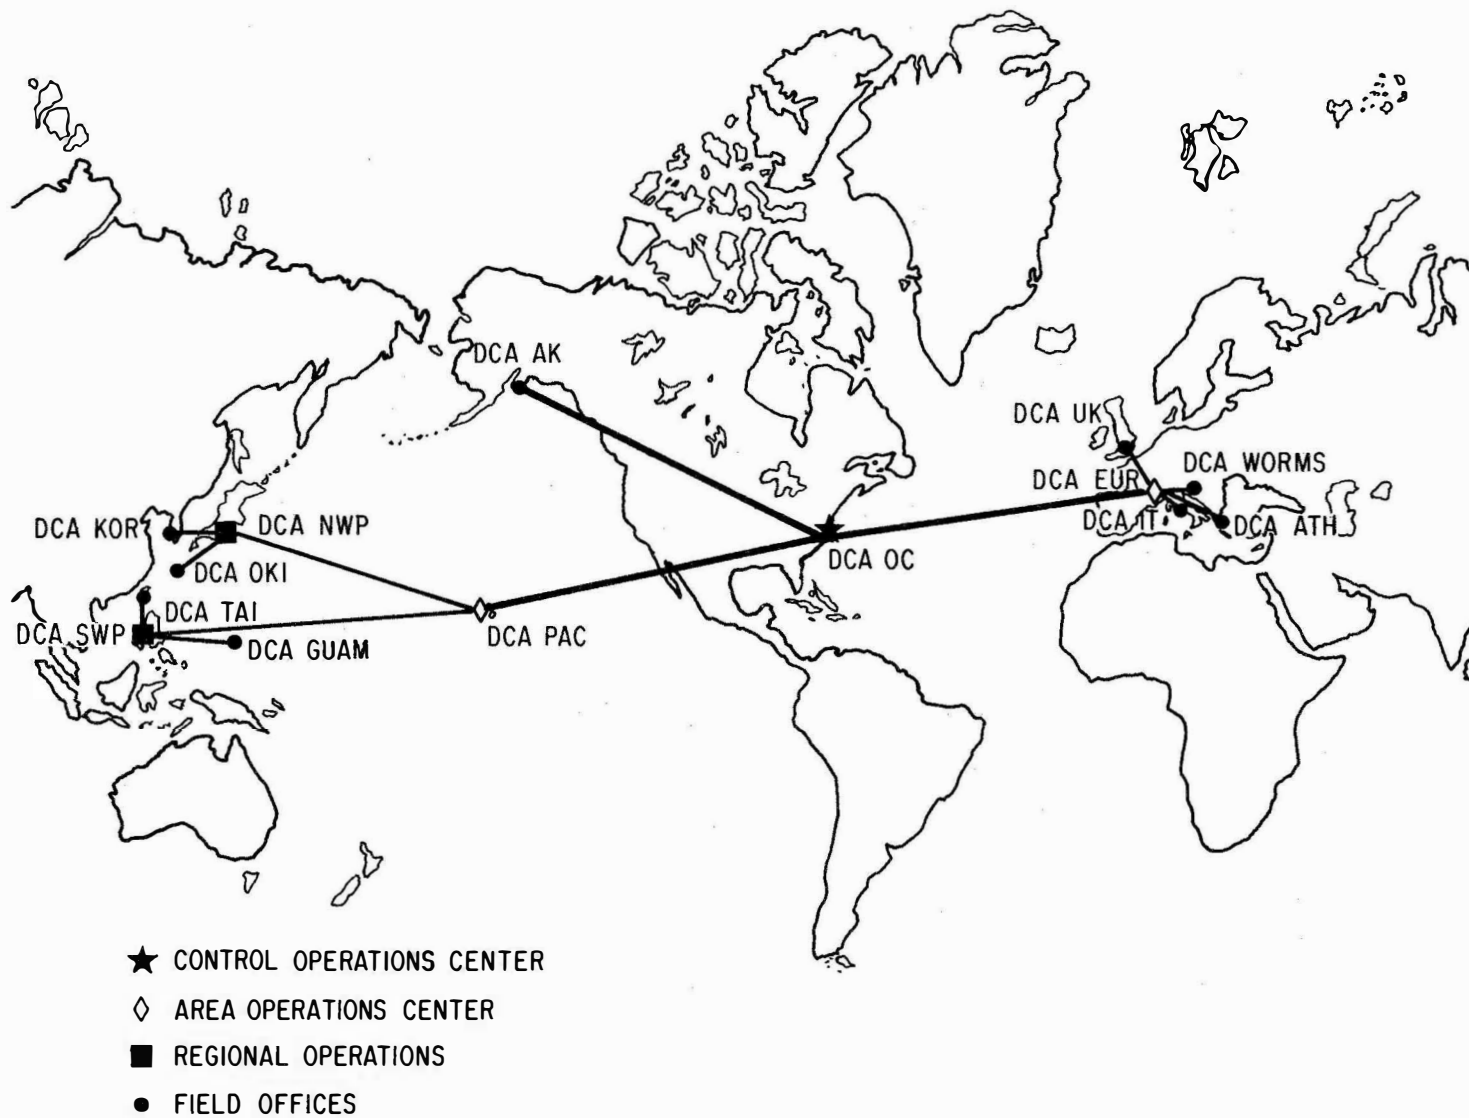 DCA AK
DCA UK
DCA WORMS
DCA EUR
DCA IT
DCA ATH
DCA KOR
DCA NWP
DCA OC
DCA OKI
DCA TAI
DCA SWP
DCA PAC
DCA GUAM
CONTROL OPERATIONS CENTER
AREA OPERATIONS CENTER
REGIONAL OPERATIONS
FIELD OFFICES